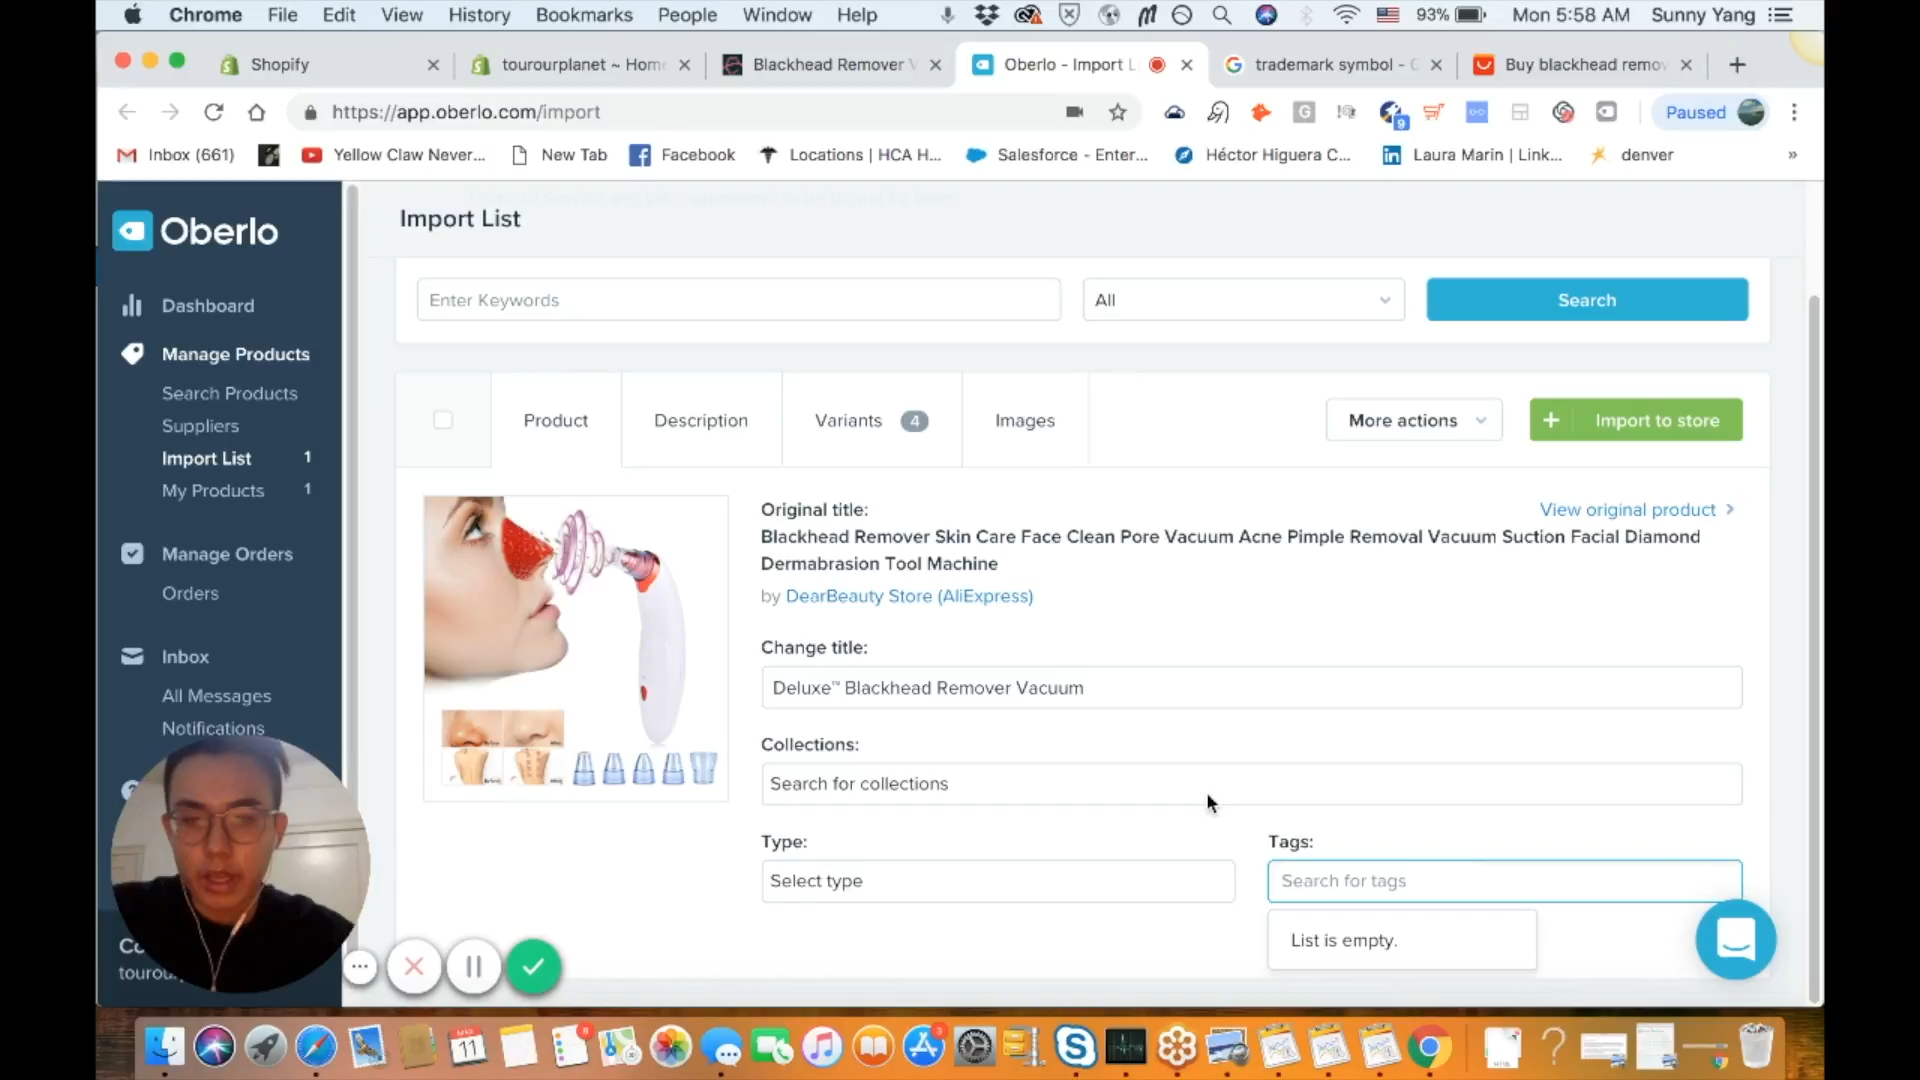 Chrome File Edit View History Bookmarks People Window Help 93% Mon 5:58 AM Sunny Yang
Shopify tourourplanet ~ Home Blackhead Remover V Oberlo - Import L trademark symbol - G Buy blackhead remov
https://app.oberlo.com/import 9 Paused
Inbox (661) Yellow Claw Never... New Tab Facebook Locations | HCA H... Salesforce - Enter... Héctor Higuera C... Laura Marin | Link... denver »
Oberlo
Import List
Enter Keywords All Search
Dashboard
Manage Products
Search Products
Suppliers
Import List 1
My Products 1
Manage Orders
Orders
Inbox
All Messages
Notifications
Product Description Variants 4 Images More actions + Import to store
Original title: View original product
Blackhead Remover Skin Care Face Clean Pore Vacuum Acne Pimple Removal Vacuum Suction Facial Diamond
Dermabrasion Tool Machine
by DearBeauty Store (AliExpress)
Change title:
Deluxe™ Blackhead Remover Vacuum
Collections:
Search for collections
Type: Tags:
Select type Search for tags
List is empty.
11 8 3